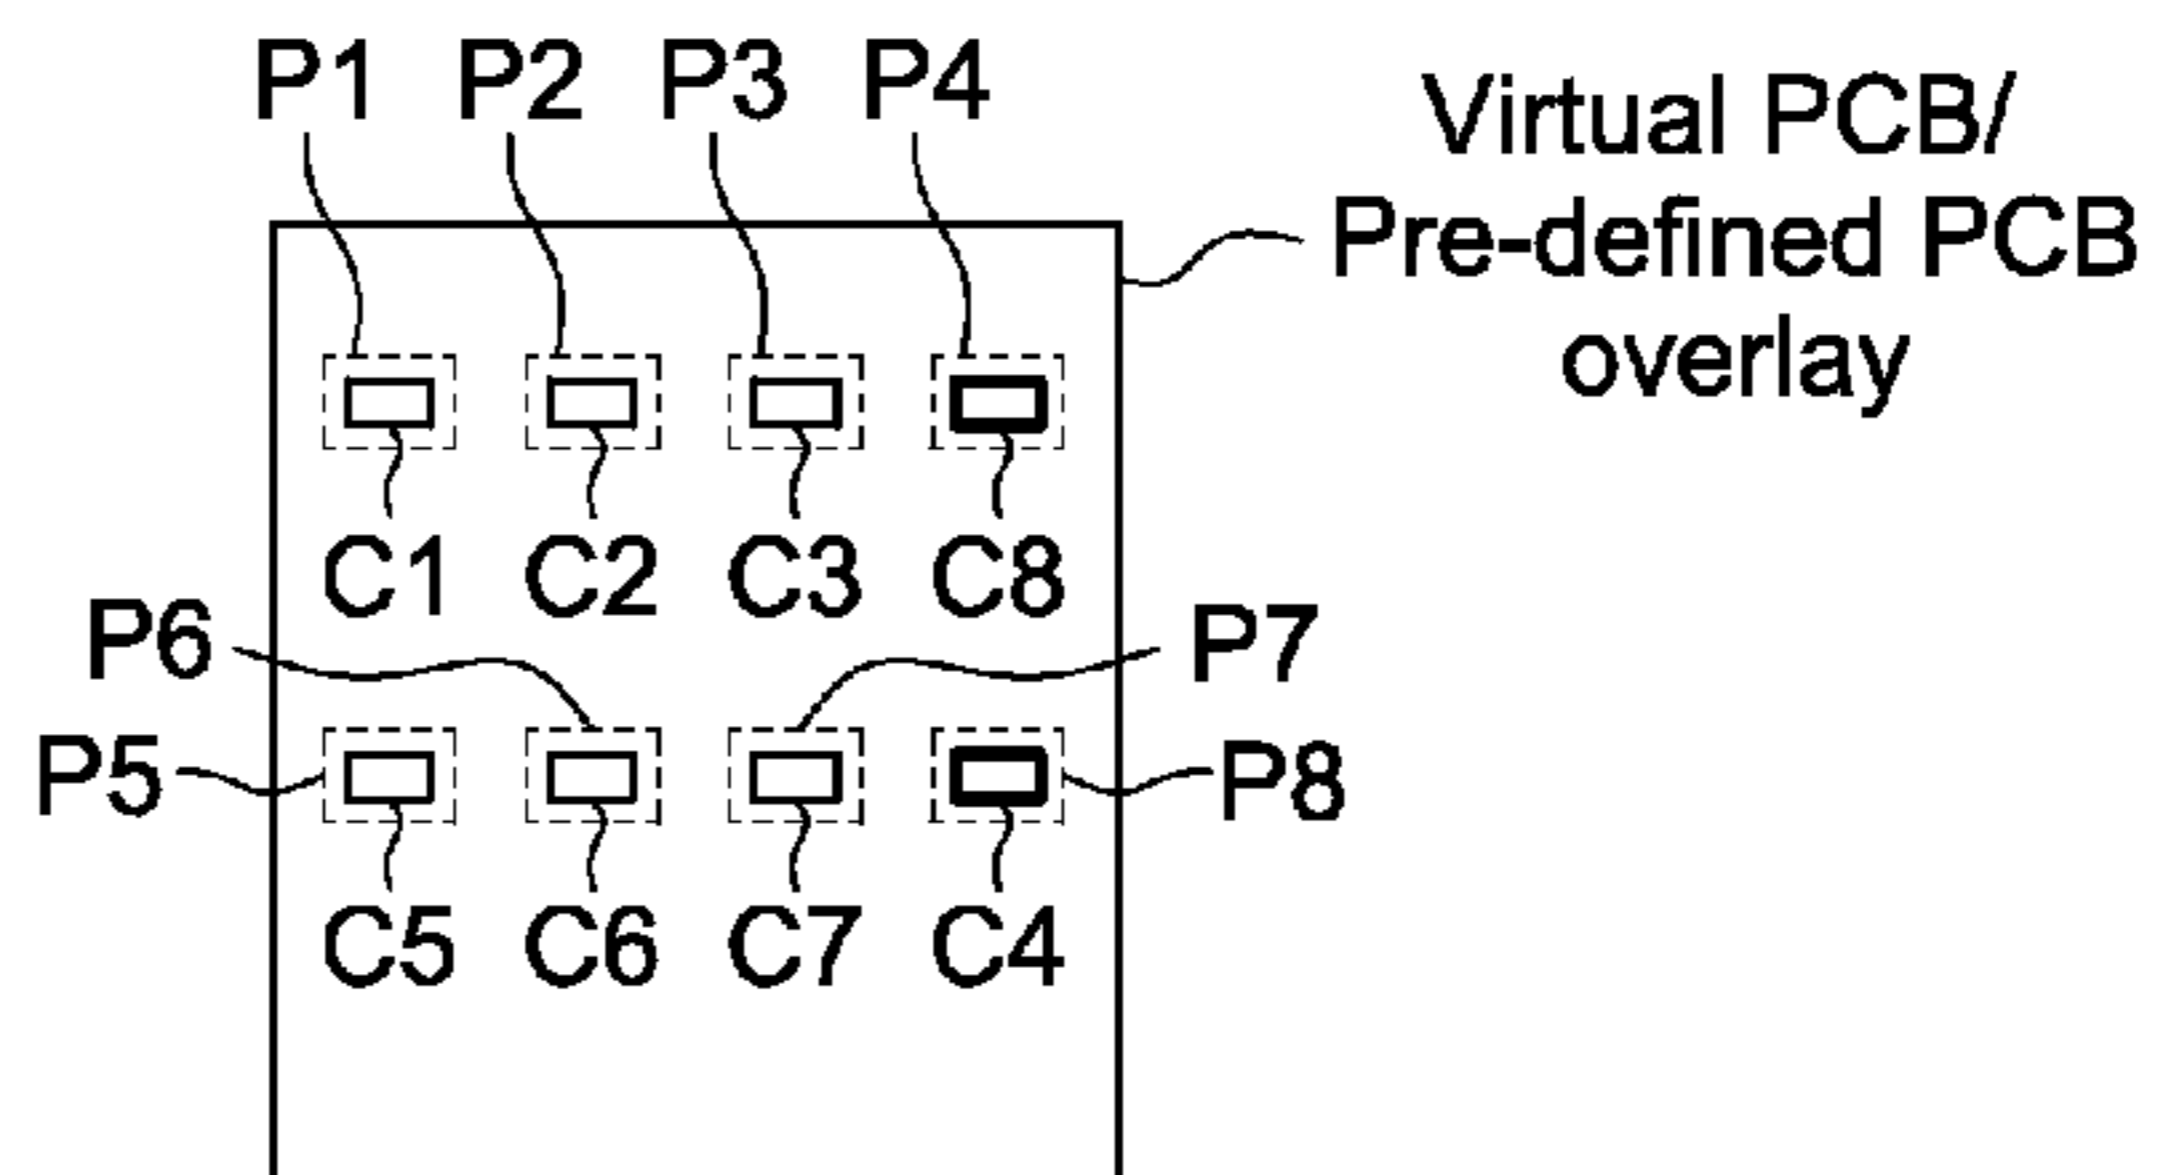 P1 P2 P3 P4
Virtual PCB/
Pre-defined PCB
overlay
C1 C2 C3 C8
P6 P7
P5 P8
C5 C6 C7 C4